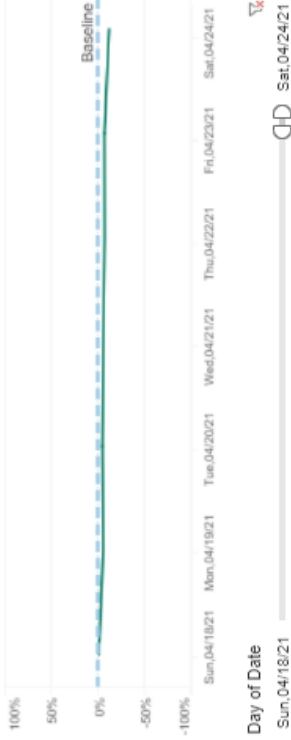 100%
50%
0%
-50%
-100%
Baseline
Sun,04/18/21 Mon,04/19/21 Tue,04/20/21 Wed,04/21/21 Thu,04/22/21 Fri,04/23/21 Sat,04/24/21
Day of Date
Sun,04/18/21 Sat,04/24/21